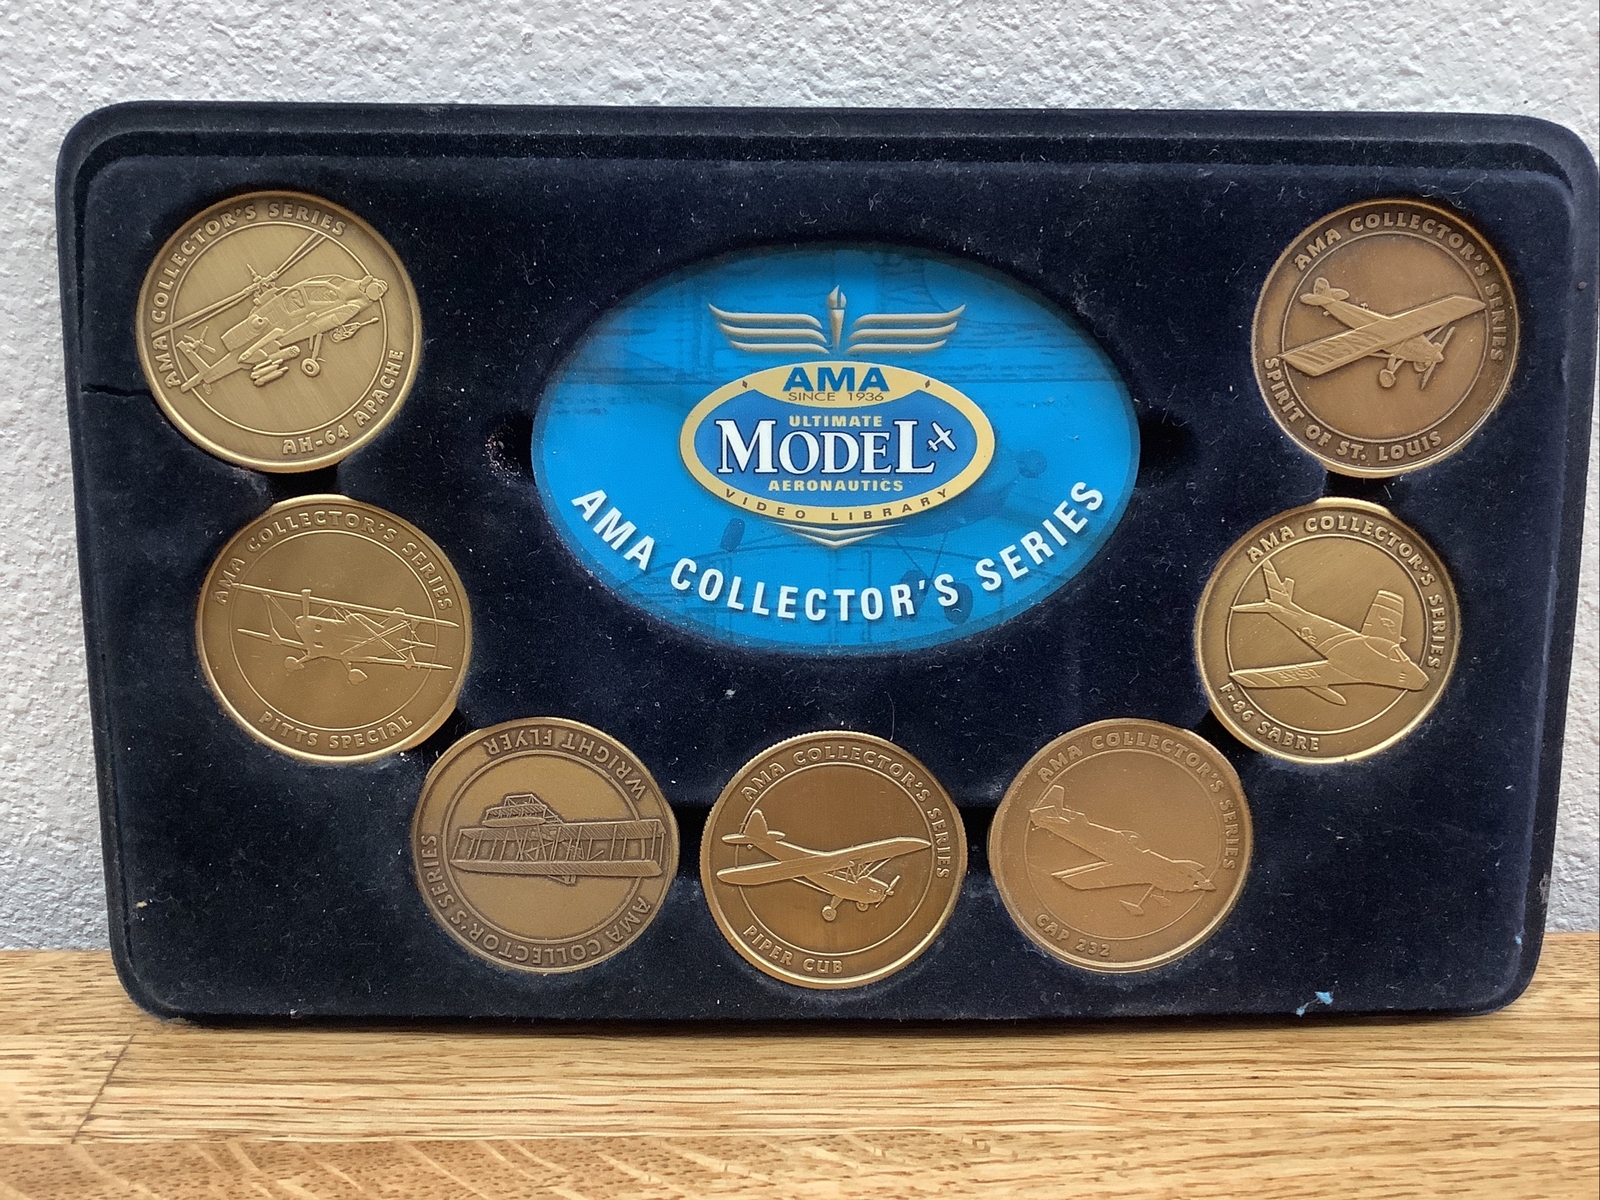 AMA COLLECTOR'S SERIES
AH-64 APACHE
AMA
SINCE 1936
ULTIMATE
MODEL
AERONAUTICS
VIDEO LIBRARY
AMA COLLECTOR'S SERIES
AMA COLLECTOR'S SERIES
SPIRIT OF ST. LOUIS
AMA COLLECTOR'S SERIES
PITTS SPECIAL
AMA COLLECTOR'S SERIES
F-86 SABRE
WRIGHT FLYER
AMA COLLECTOR'S SERIES
AMA COLLECTOR'S SERIES
PIPER CUB
AMA COLLECTOR'S SERIES
CAP 232